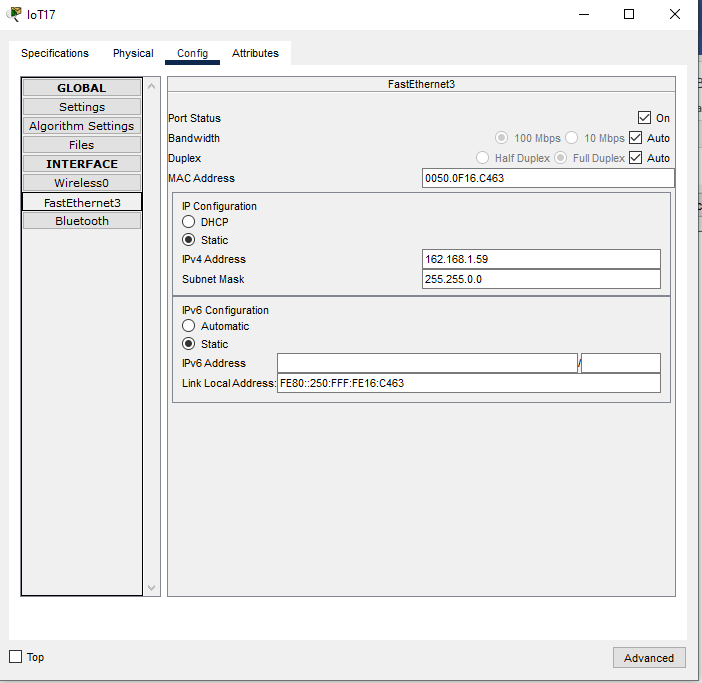 IoT17
Specifications Physical Config Attributes
GLOBAL
Settings
Algorithm Settings
Files
INTERFACE
Wireless0
FastEthernet3
Bluetooth
FastEthernet3
Port Status On
Bandwidth 100 Mbps 10 Mbps Auto
Duplex Half Duplex Full Duplex Auto
MAC Address 0050.0F16.C463
IP Configuration
DHCP
Static
IPv4 Address 162.168.1.59
Subnet Mask 255.255.0.0
IPv6 Configuration
Automatic
Static
IPv6 Address /
Link Local Address: FE80::250:FFF:FE16:C463
Top Advanced